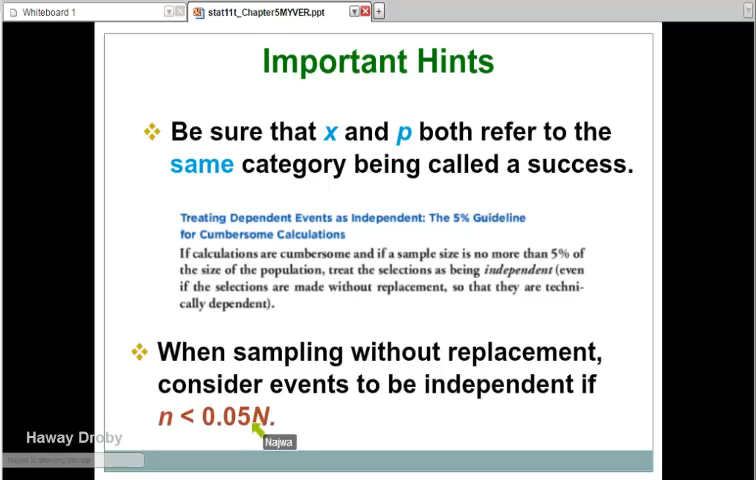 Whiteboard 1
stat11t_Chapter5MYVER.ppt
Important Hints
Be sure that x and p both refer to the
same category being called a success.
Treating Dependent Events as Independent: The 5% Guideline
for Cumbersome Calculations
If calculations are cumbersome and if a sample size is no more than 5% of
the size of the population, treat the selections as being independent (even
if the selections are made without replacement, so that they are techni-
cally dependent).
When sampling without replacement,
consider events to be independent if
n < 0.05N.
Haway Droby
Najwa